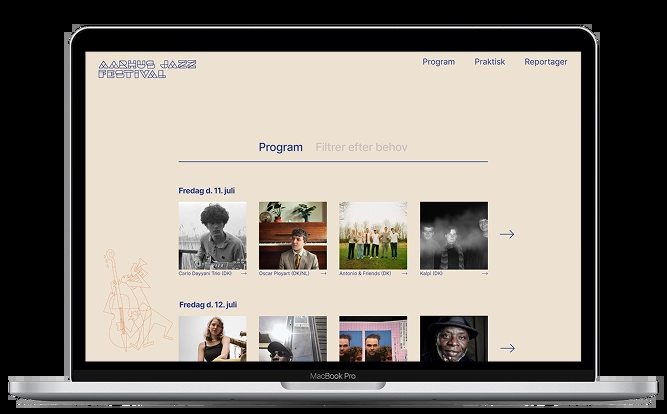 AARHUS JAZZ
FESTIVAL
Program
Praktisk
Reportager
Program
Filtrer efter behov
Fredag d. 11. juli
Carlo Dayyani Trio (DK)
Oscar Ployart (DK/NL)
Antonio & Friends (DK)
Kalpi (DK)
Fredag d. 12. juli
MacBook Pro